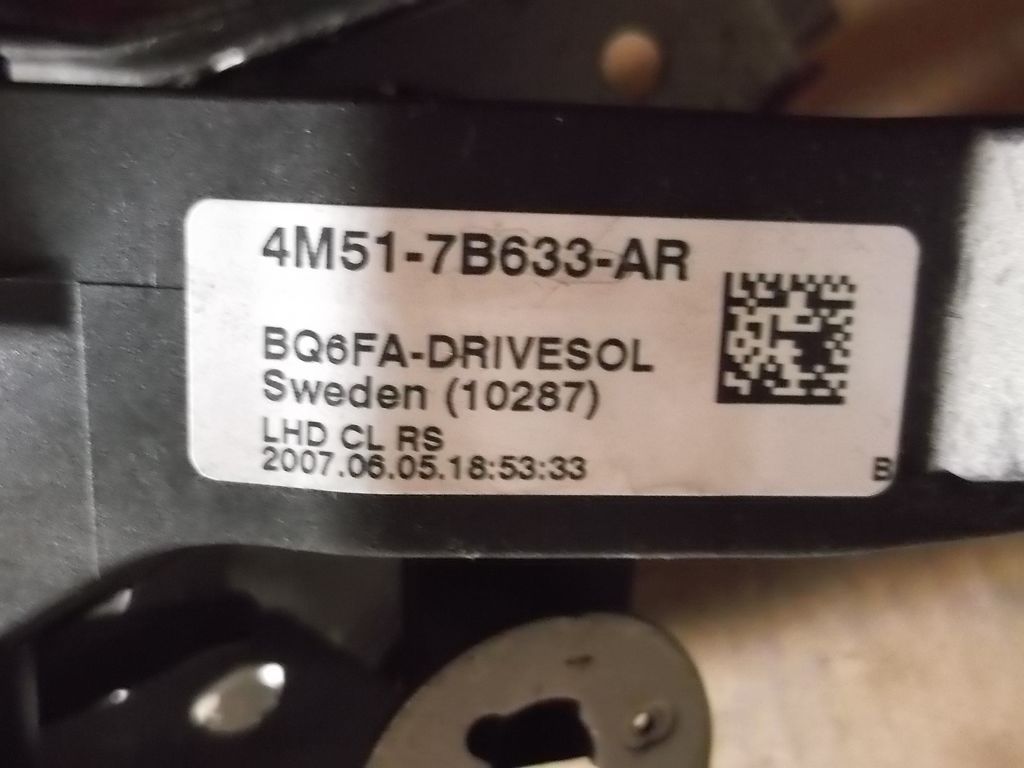 4M51-7B633-AR
BQ6FA-DRIVESOL
Sweden (10287)
LHD CL RS
2007.06.05.18:53:33
B